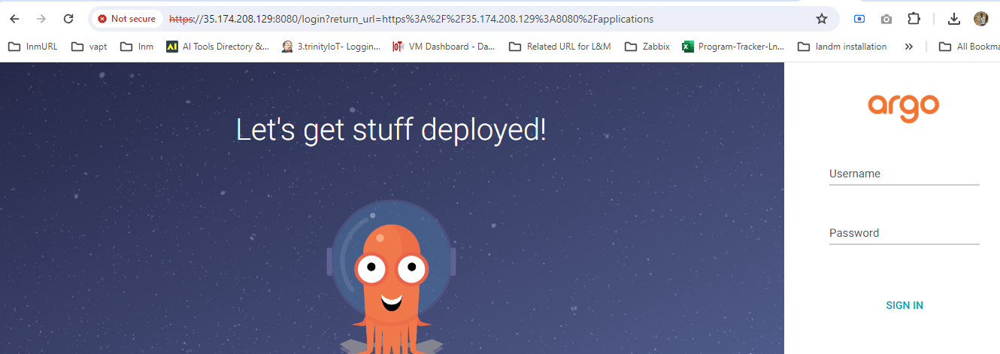 Not secure https://35.174.208.129:8080/login?return_url=https%3A%2F%2F35.174.208.129%3A8080%2Fapplications
InmURL vapt Inm AI AI Tools Directory &... 3.trinityIoT- Loggin... IoT VM Dashboard - Da... Related URL for L&M Zabbix Program-Tracker-Ln... landm installation » All Bookma
Let's get stuff deployed!
argo
Username
Password
SIGN IN